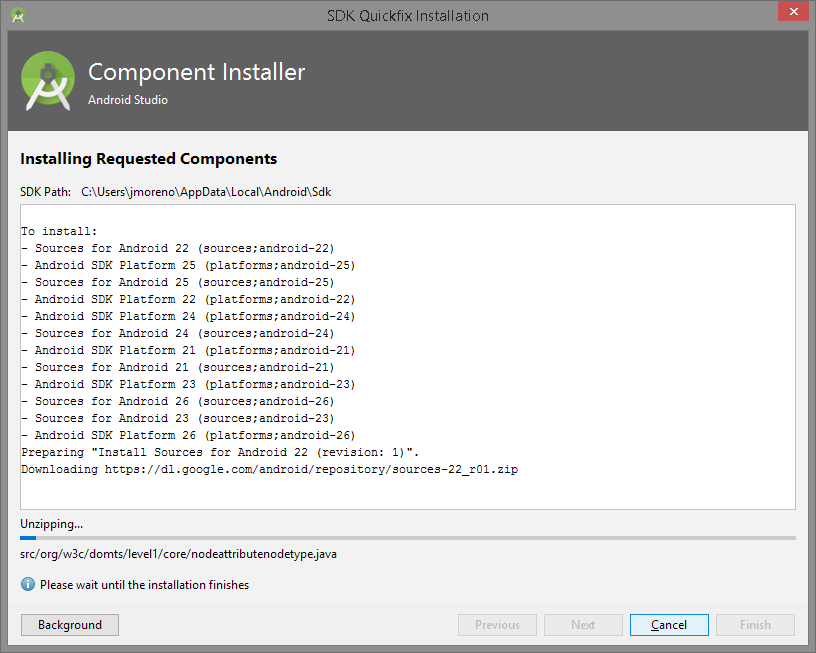 SDK Quickfix Installation
Component Installer
Android Studio
Installing Requested Components
SDK Path: C:\Users\jmoreno\AppData\Local\Android\Sdk
To install:
- Sources for Android 22 (sources;android-22)
- Android SDK Platform 25 (platforms;android-25)
- Sources for Android 25 (sources;android-25)
- Android SDK Platform 22 (platforms;android-22)
- Android SDK Platform 24 (platforms;android-24)
- Sources for Android 24 (sources;android-24)
- Android SDK Platform 21 (platforms;android-21)
- Sources for Android 21 (sources;android-21)
- Android SDK Platform 23 (platforms;android-23)
- Sources for Android 26 (sources;android-26)
- Sources for Android 23 (sources;android-23)
- Android SDK Platform 26 (platforms;android-26)
Preparing "Install Sources for Android 22 (revision: 1)".
Downloading https://dl.google.com/android/repository/sources-22_r01.zip
Unzipping...
src/org/w3c/domts/level1/core/nodeattributenodetype.java
Please wait until the installation finishes
Background Previous Next Cancel Finish